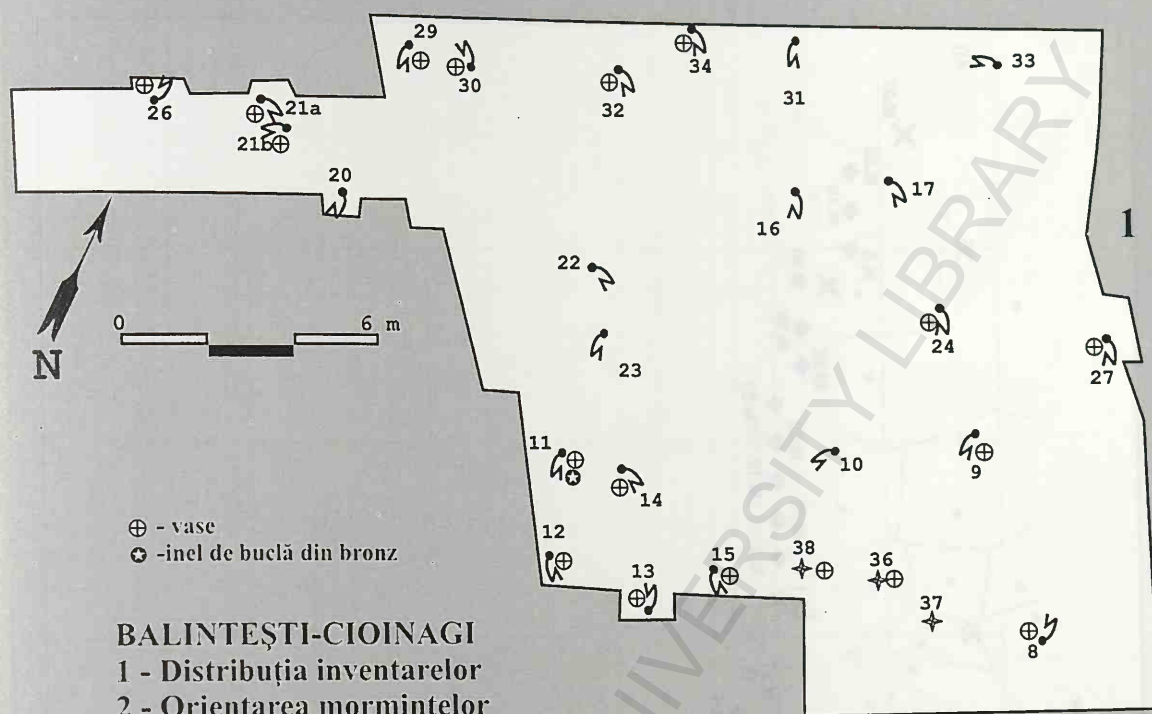 29
34
33
30
31
32
26
21a
21b
20
17
16
1
22
0 6 m
N
24
23
27
11
10
9
14
⊕ - vase
✪ -inel de buclă din bronz
12
13
15
38
36
37
8
BALINTEŞTI-CIOINAGI
1 - Distribuţia inventarelor
2 - Orientarea mormintelor
UNIVERSITY LIBRARY